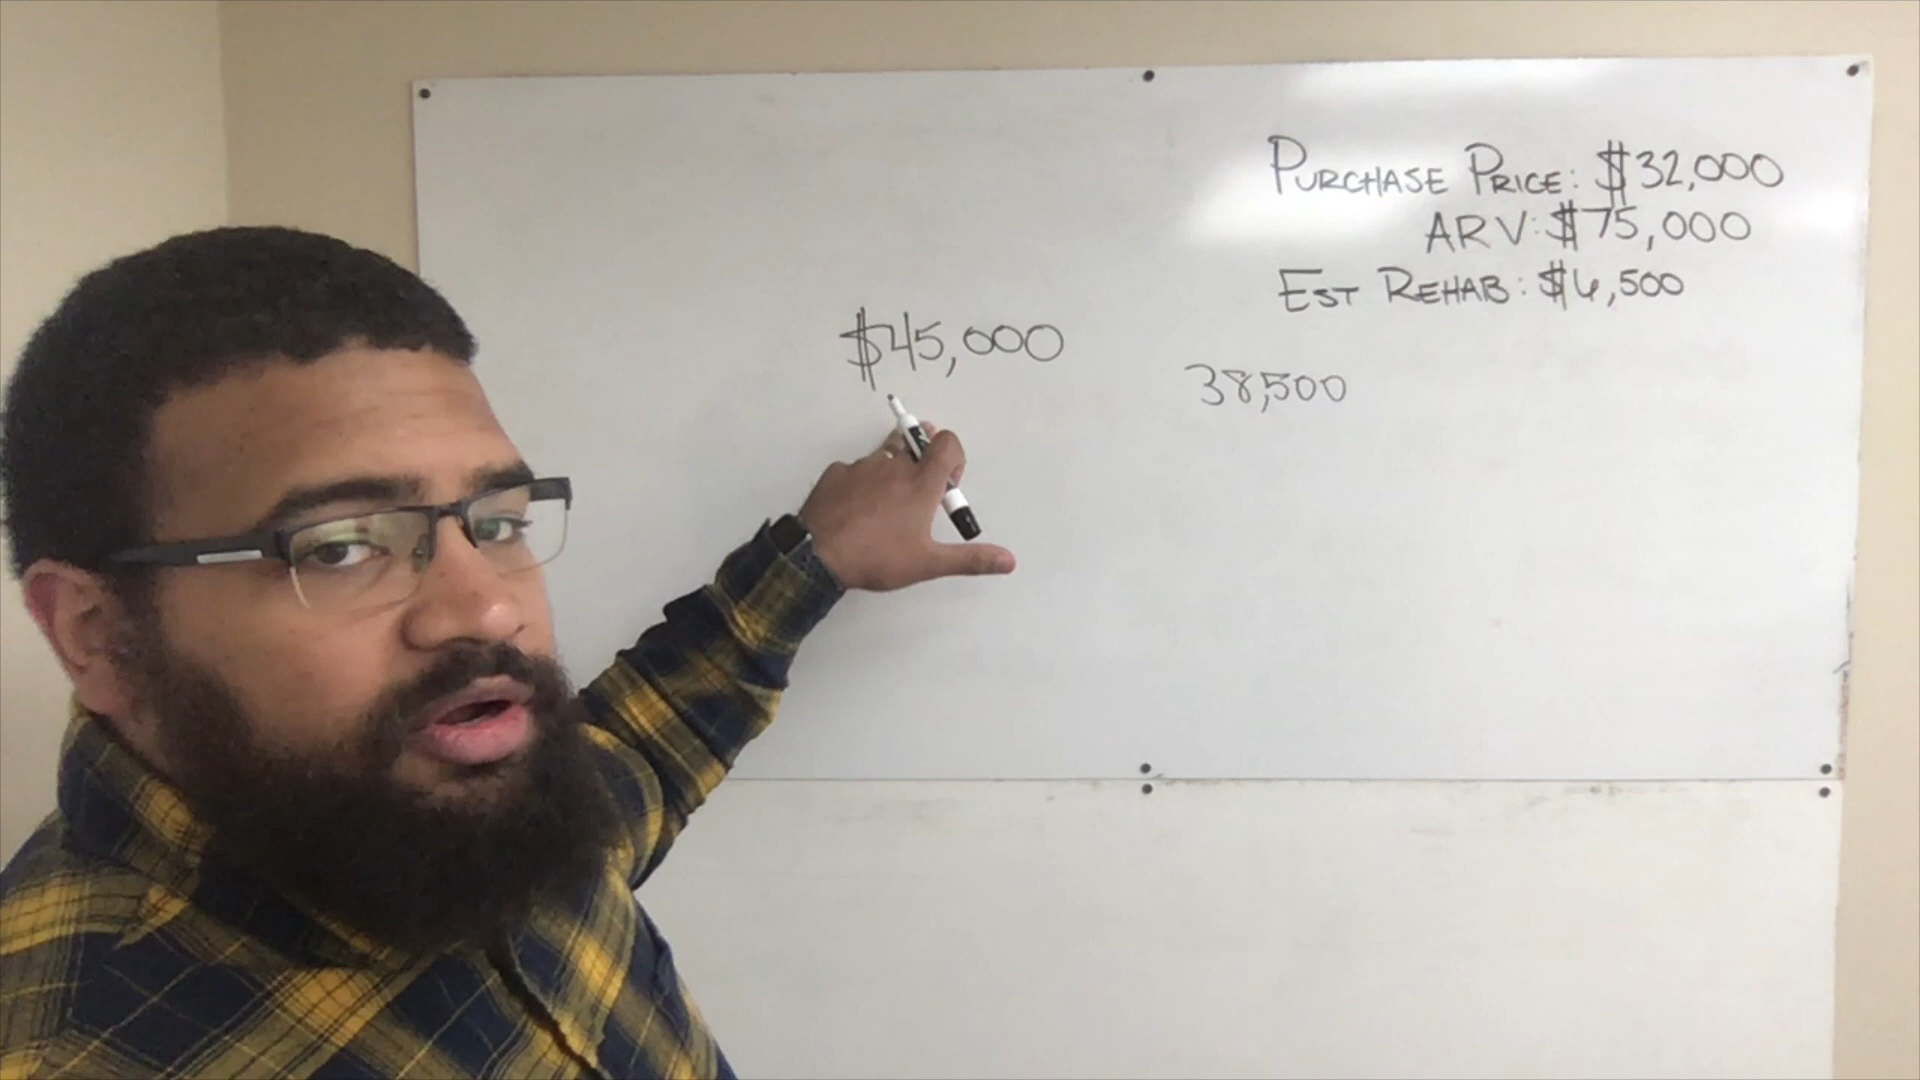 PURCHASE PRICE: $32,000
ARV: $75,000
EST REHAB: $6,500
$45,000
38,500